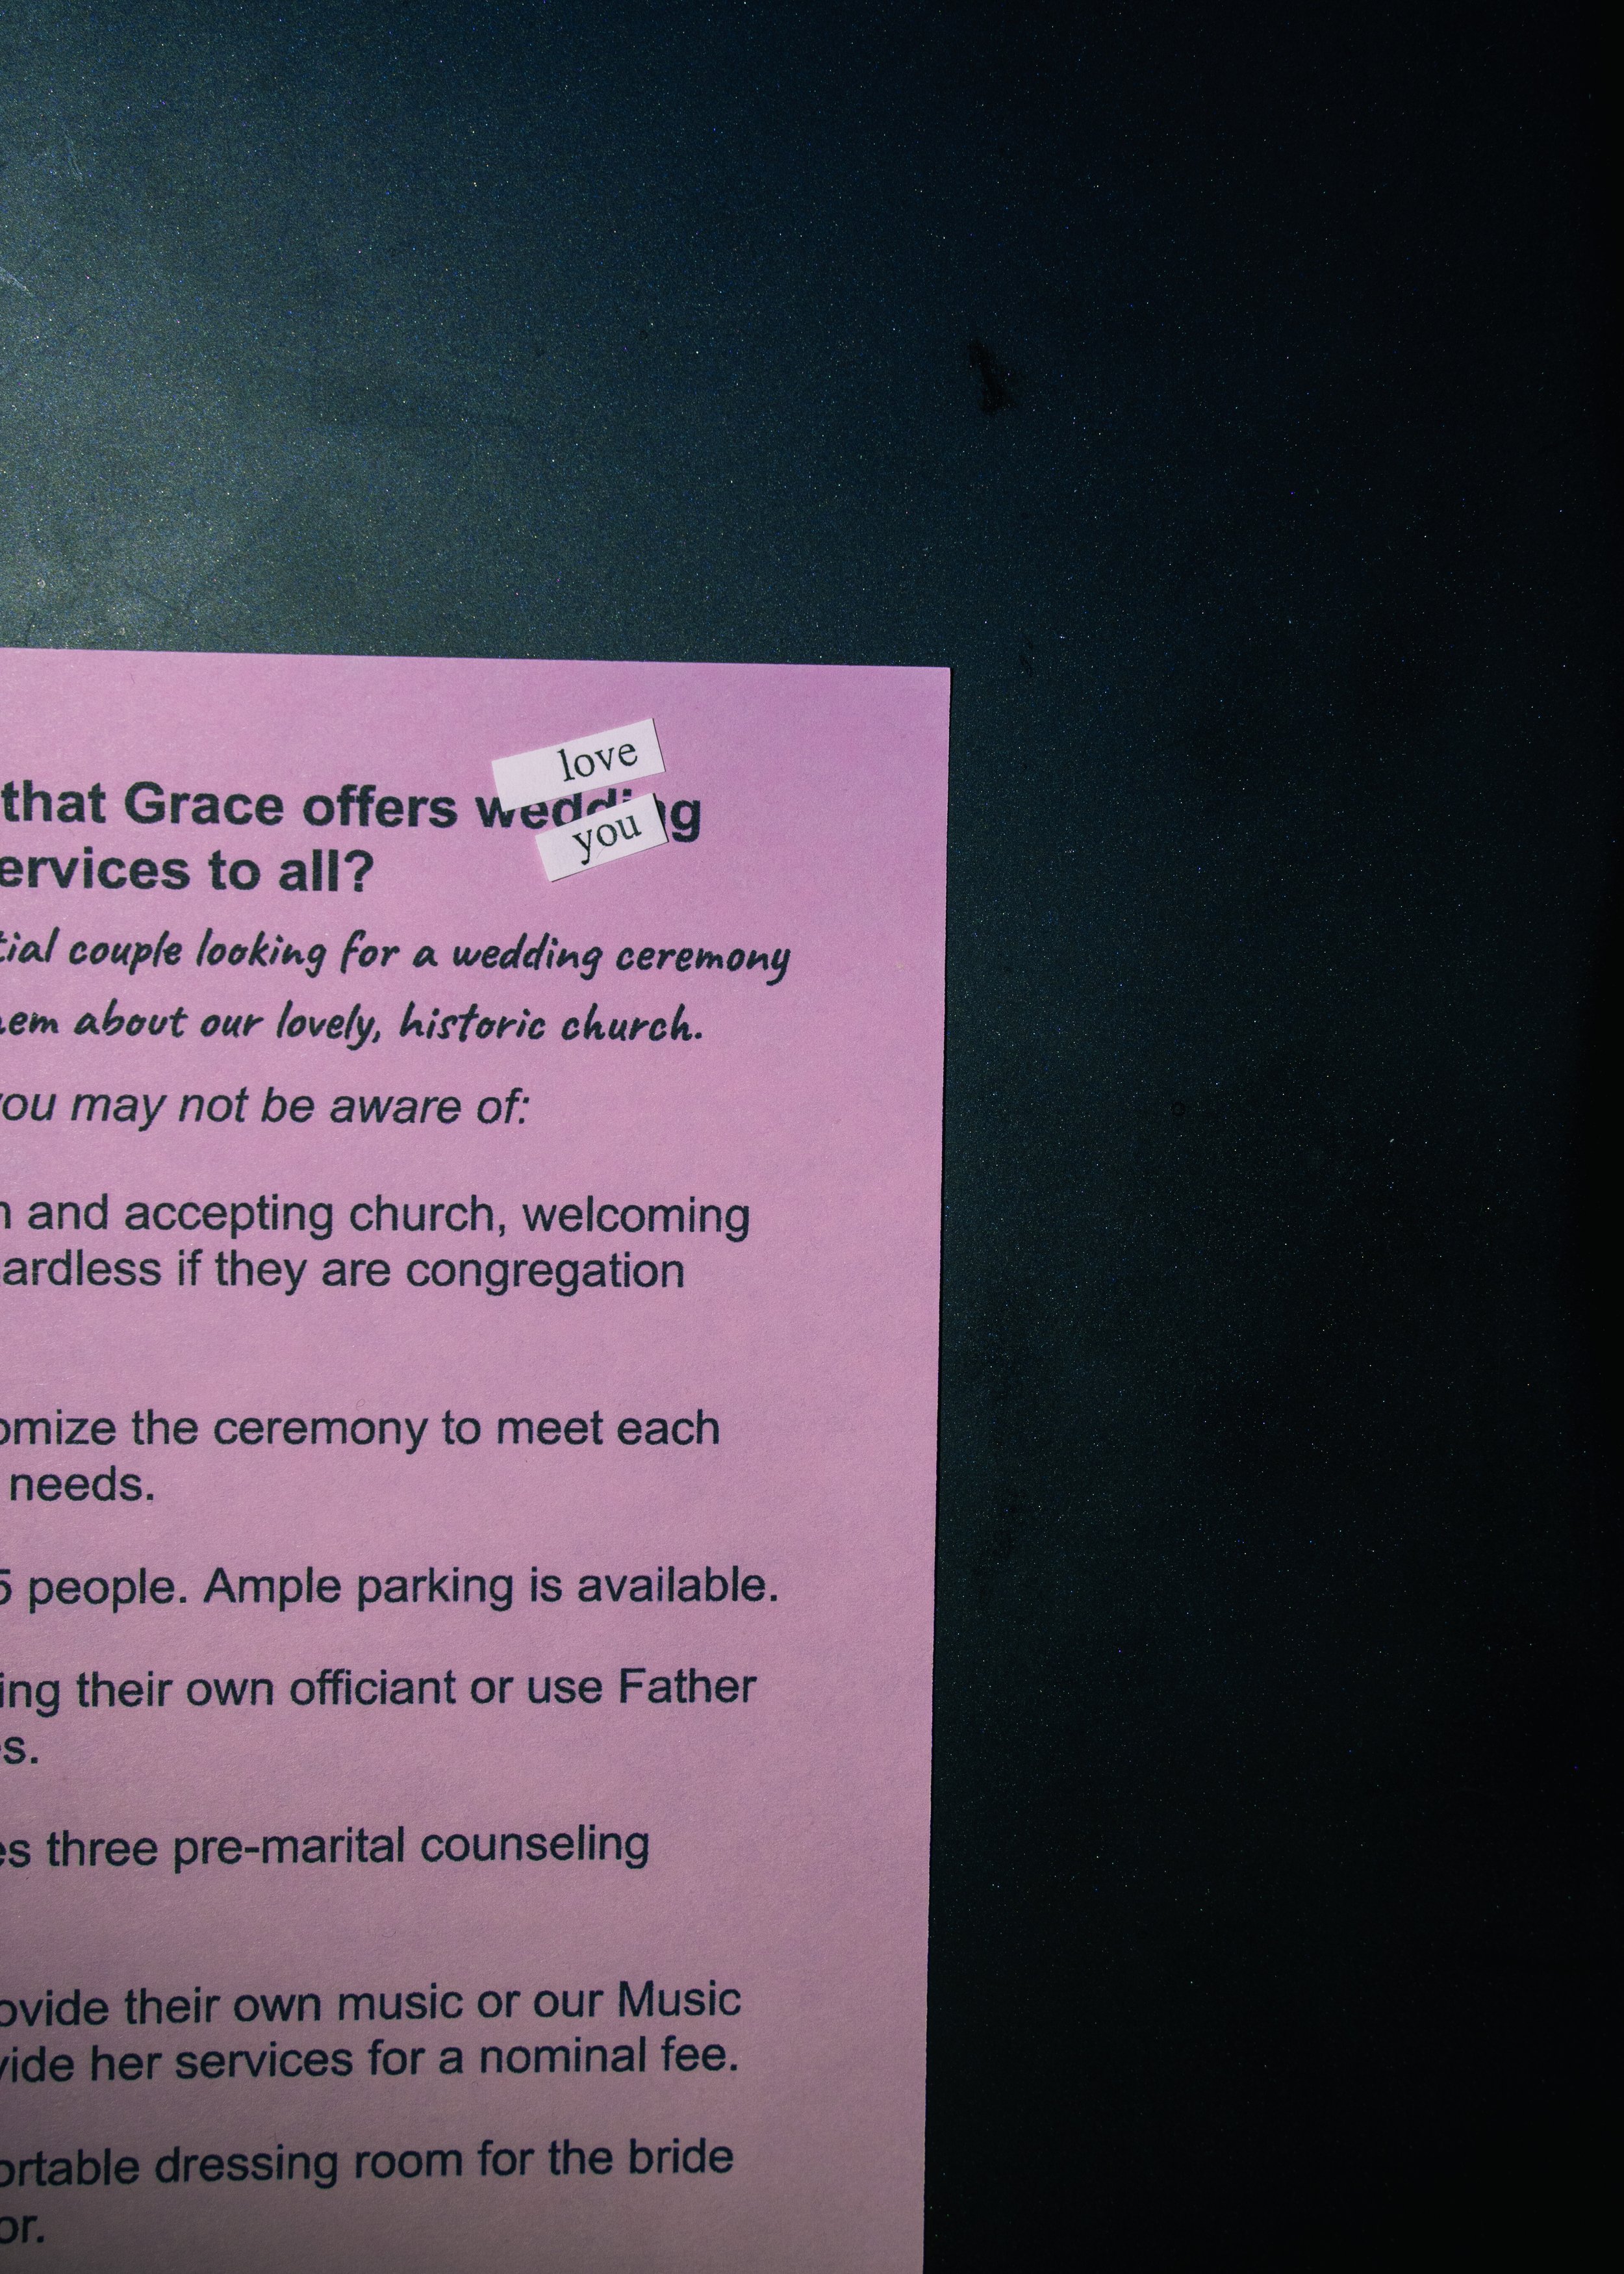 love
that Grace offers wedding
you
ervices to all?
tial couple looking for a wedding ceremony
em about our lovely, historic church.
you may not be aware of:
and accepting church, welcoming
ardless if they are congregation
omize the ceremony to meet each
needs.
5 people. Ample parking is available.
ing their own officiant or use Father
s.
es three pre-marital counseling
ovide their own music or our Music
vide her services for a nominal fee.
ortable dressing room for the bride
or.